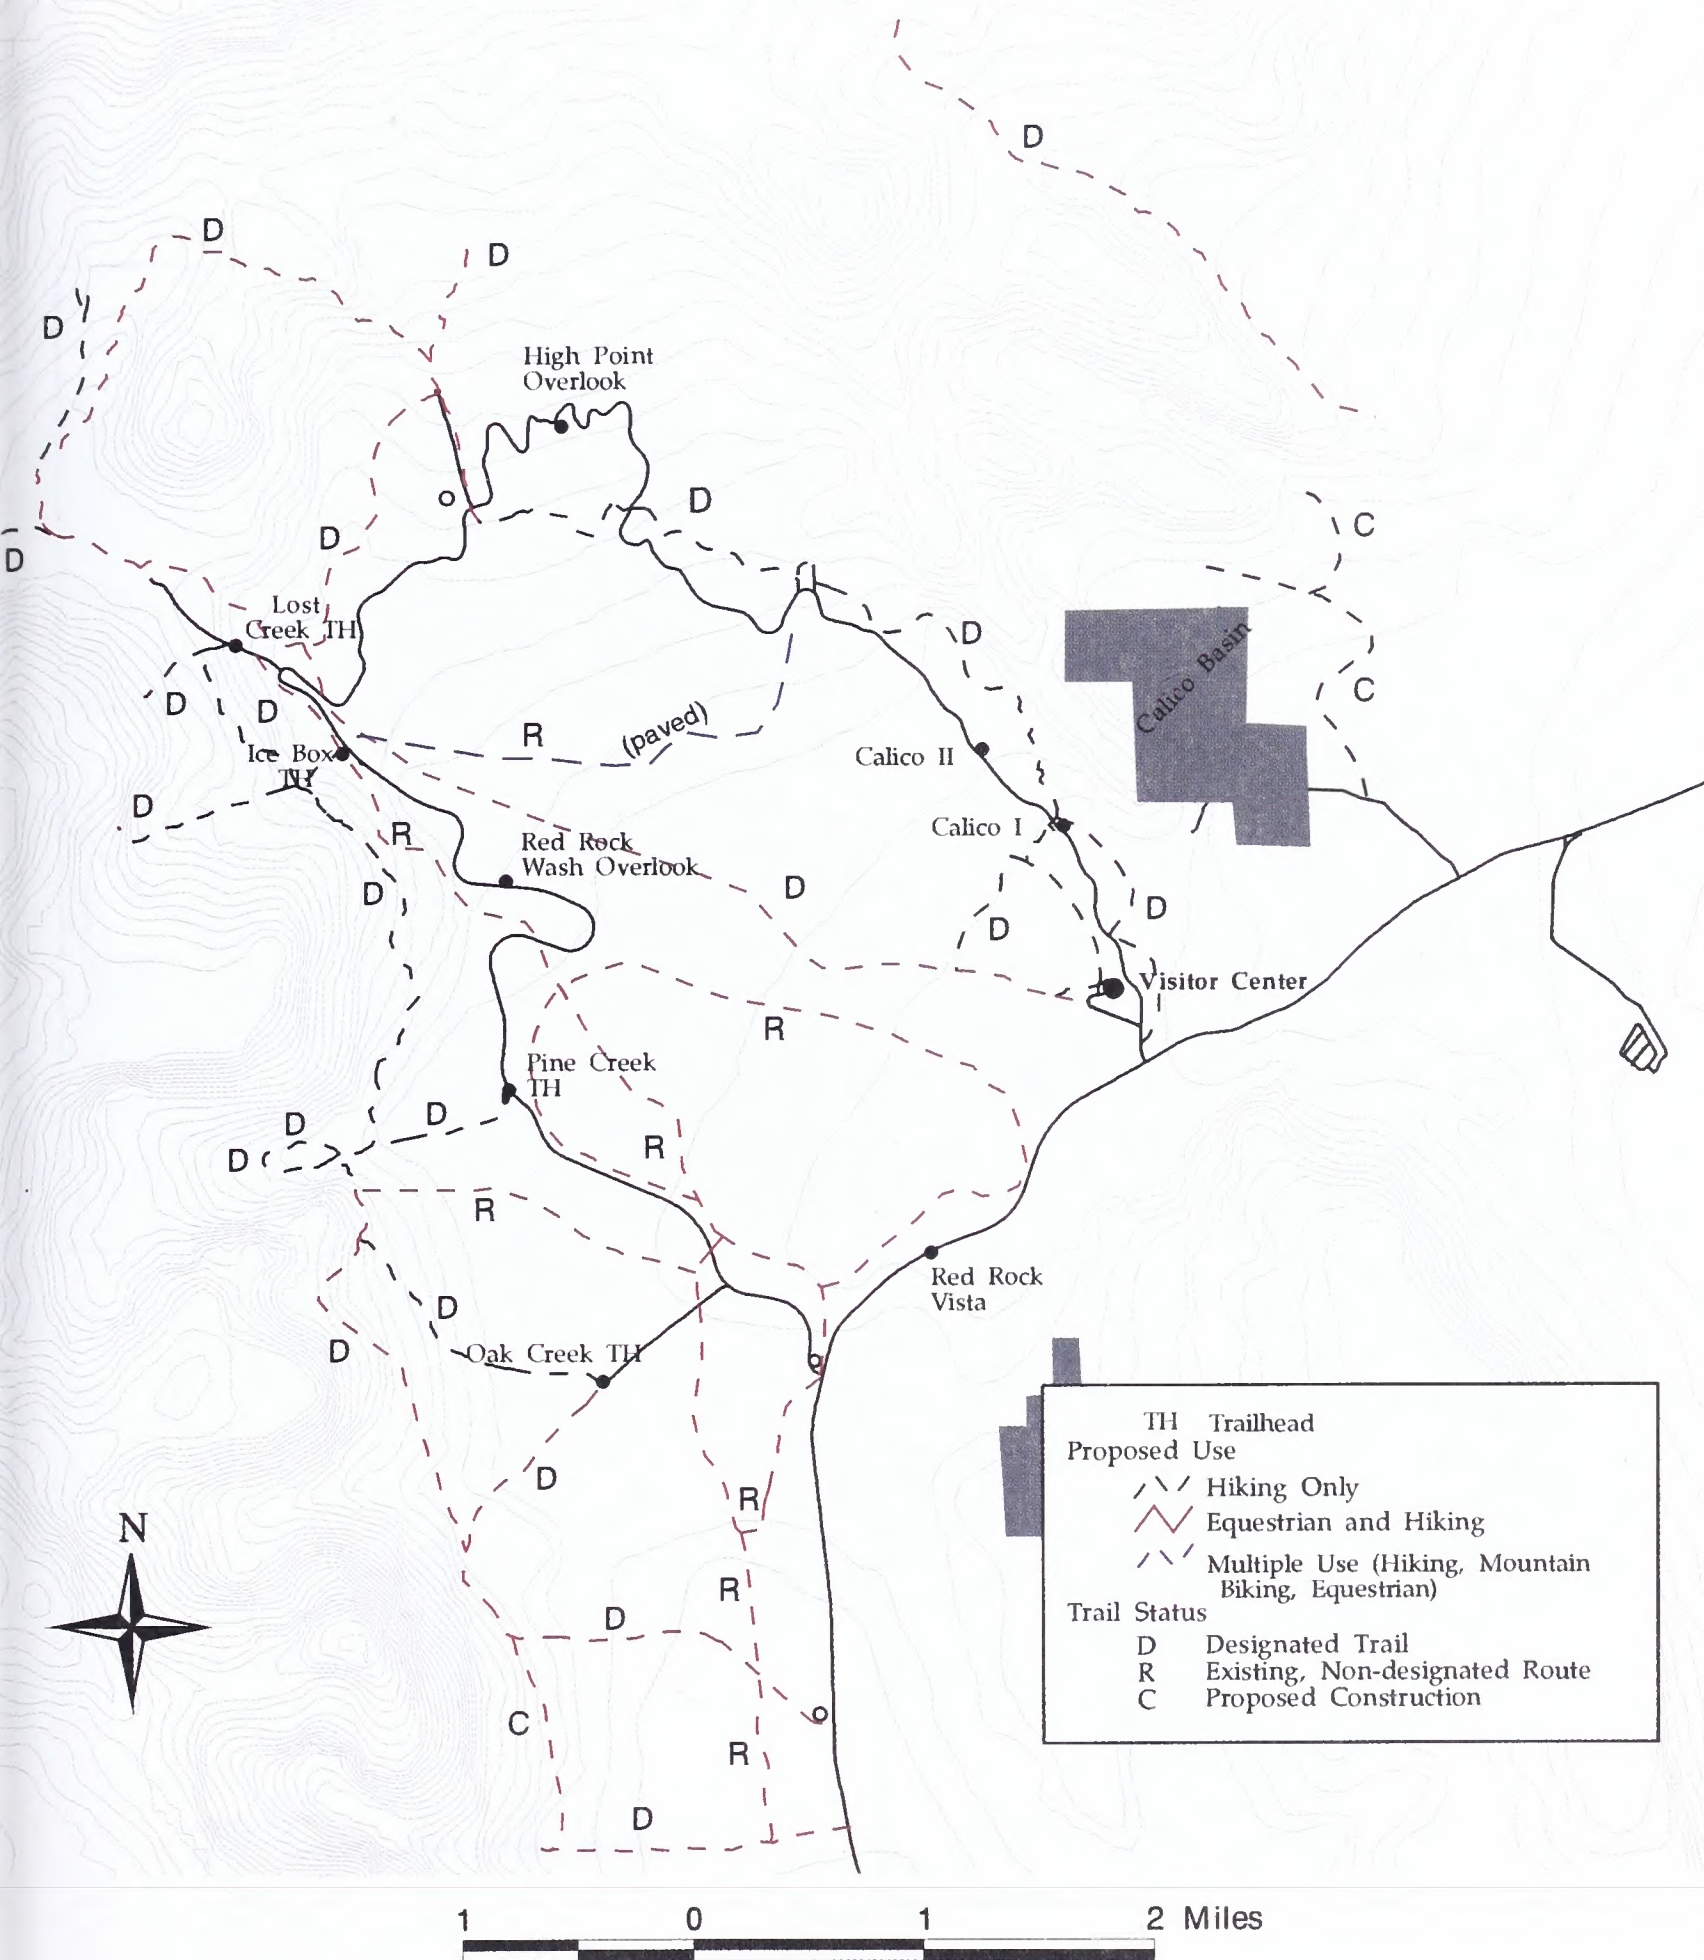 D
D
D
D
High Point
Overlook
D
C
D
D
Lost
Creek TH
D
Calico Basin
C
D
D
R
(paved)
Ice Box
TH
Calico II
D
R
Calico I
Red Rock
Wash Overlook
D
D
D
D
Visitor Center
R
Pine Creek
TH
D
D
D
R
R
Red Rock
Vista
D
D
Oak Creek TH
D
R
N
R
D
C
R
D
TH Trailhead
Proposed Use
Hiking Only
Equestrian and Hiking
Multiple Use (Hiking, Mountain
Biking, Equestrian)
Trail Status
D Designated Trail
R Existing, Non-designated Route
C Proposed Construction
1 0 1 2 Miles